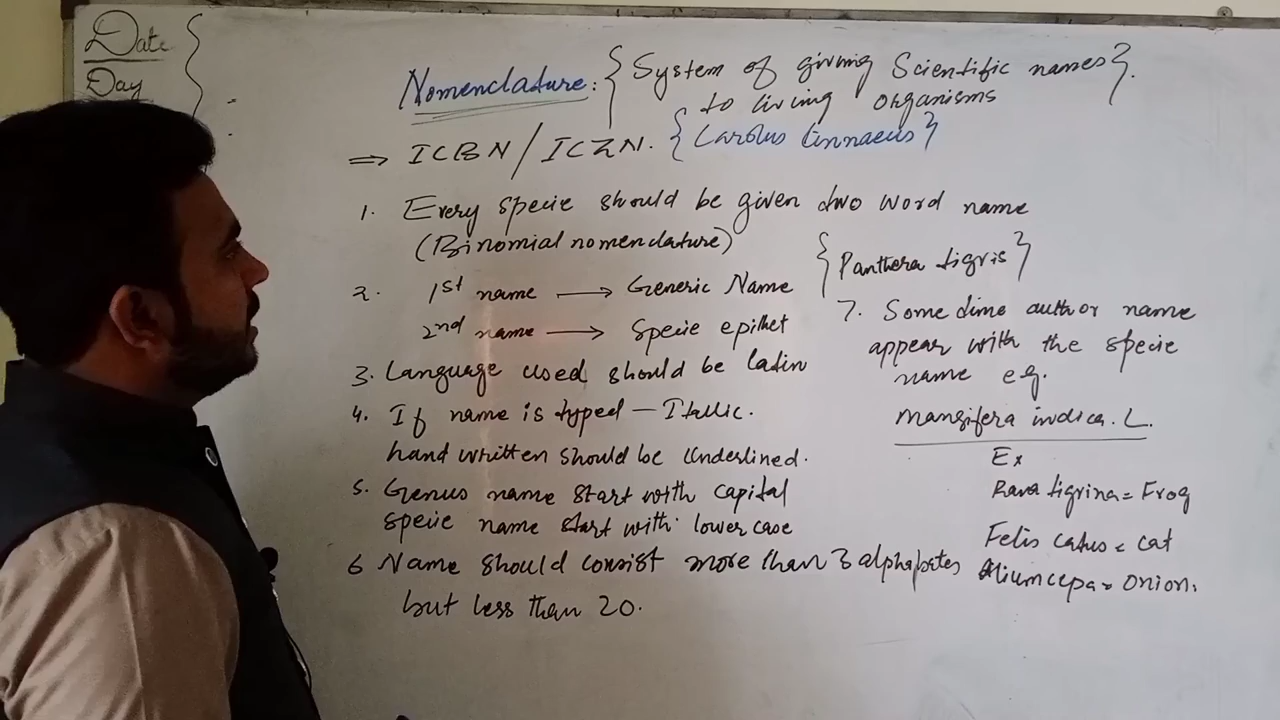 Date
Day
Nomenclature: {System of giving Scientific names}.
to living organisms
⇒ ICBN / ICZN. {Carolus Linnaeus}
1. Every specie should be given two word name
(Binomial nomenclature)
{Panthera tigris}
2. 1st name → Generic Name
2nd name → Specie epithet
3. Language used should be latin
4. If name is typed - Itallic.
hand written should be Underlined.
5. Genus name start with capital
specie name start with lower case
6 Name should consist more than 3 alphabates
but less than 20.
7. Some time author name
appear with the specie
name eg.
Mangifera indica. L.
Ex
Rana tigrina = Frog
Felis catus = cat
Alium cepa = onion.